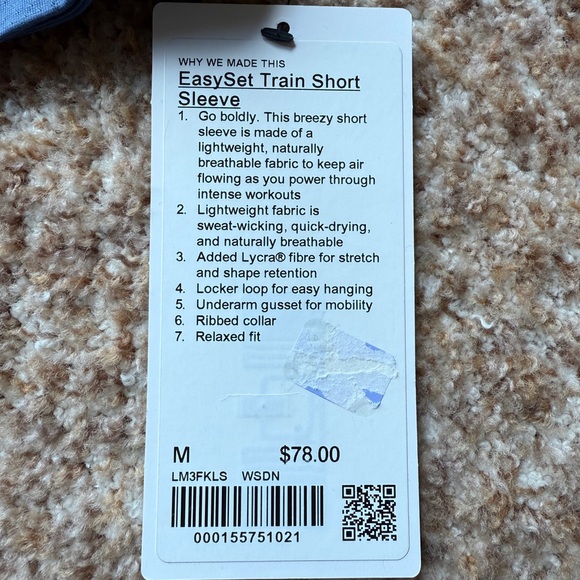 WHY WE MADE THIS
EasySet Train Short
Sleeve
1. Go boldly. This breezy short
sleeve is made of a
lightweight, naturally
breathable fabric to keep air
flowing as you power through
intense workouts
2. Lightweight fabric is
sweat-wicking, quick-drying,
and naturally breathable
3. Added Lycra® fibre for stretch
and shape retention
4. Locker loop for easy hanging
5. Underarm gusset for mobility
6. Ribbed collar
7. Relaxed fit
M $78.00
LM3FKLS WSDN
000155751021